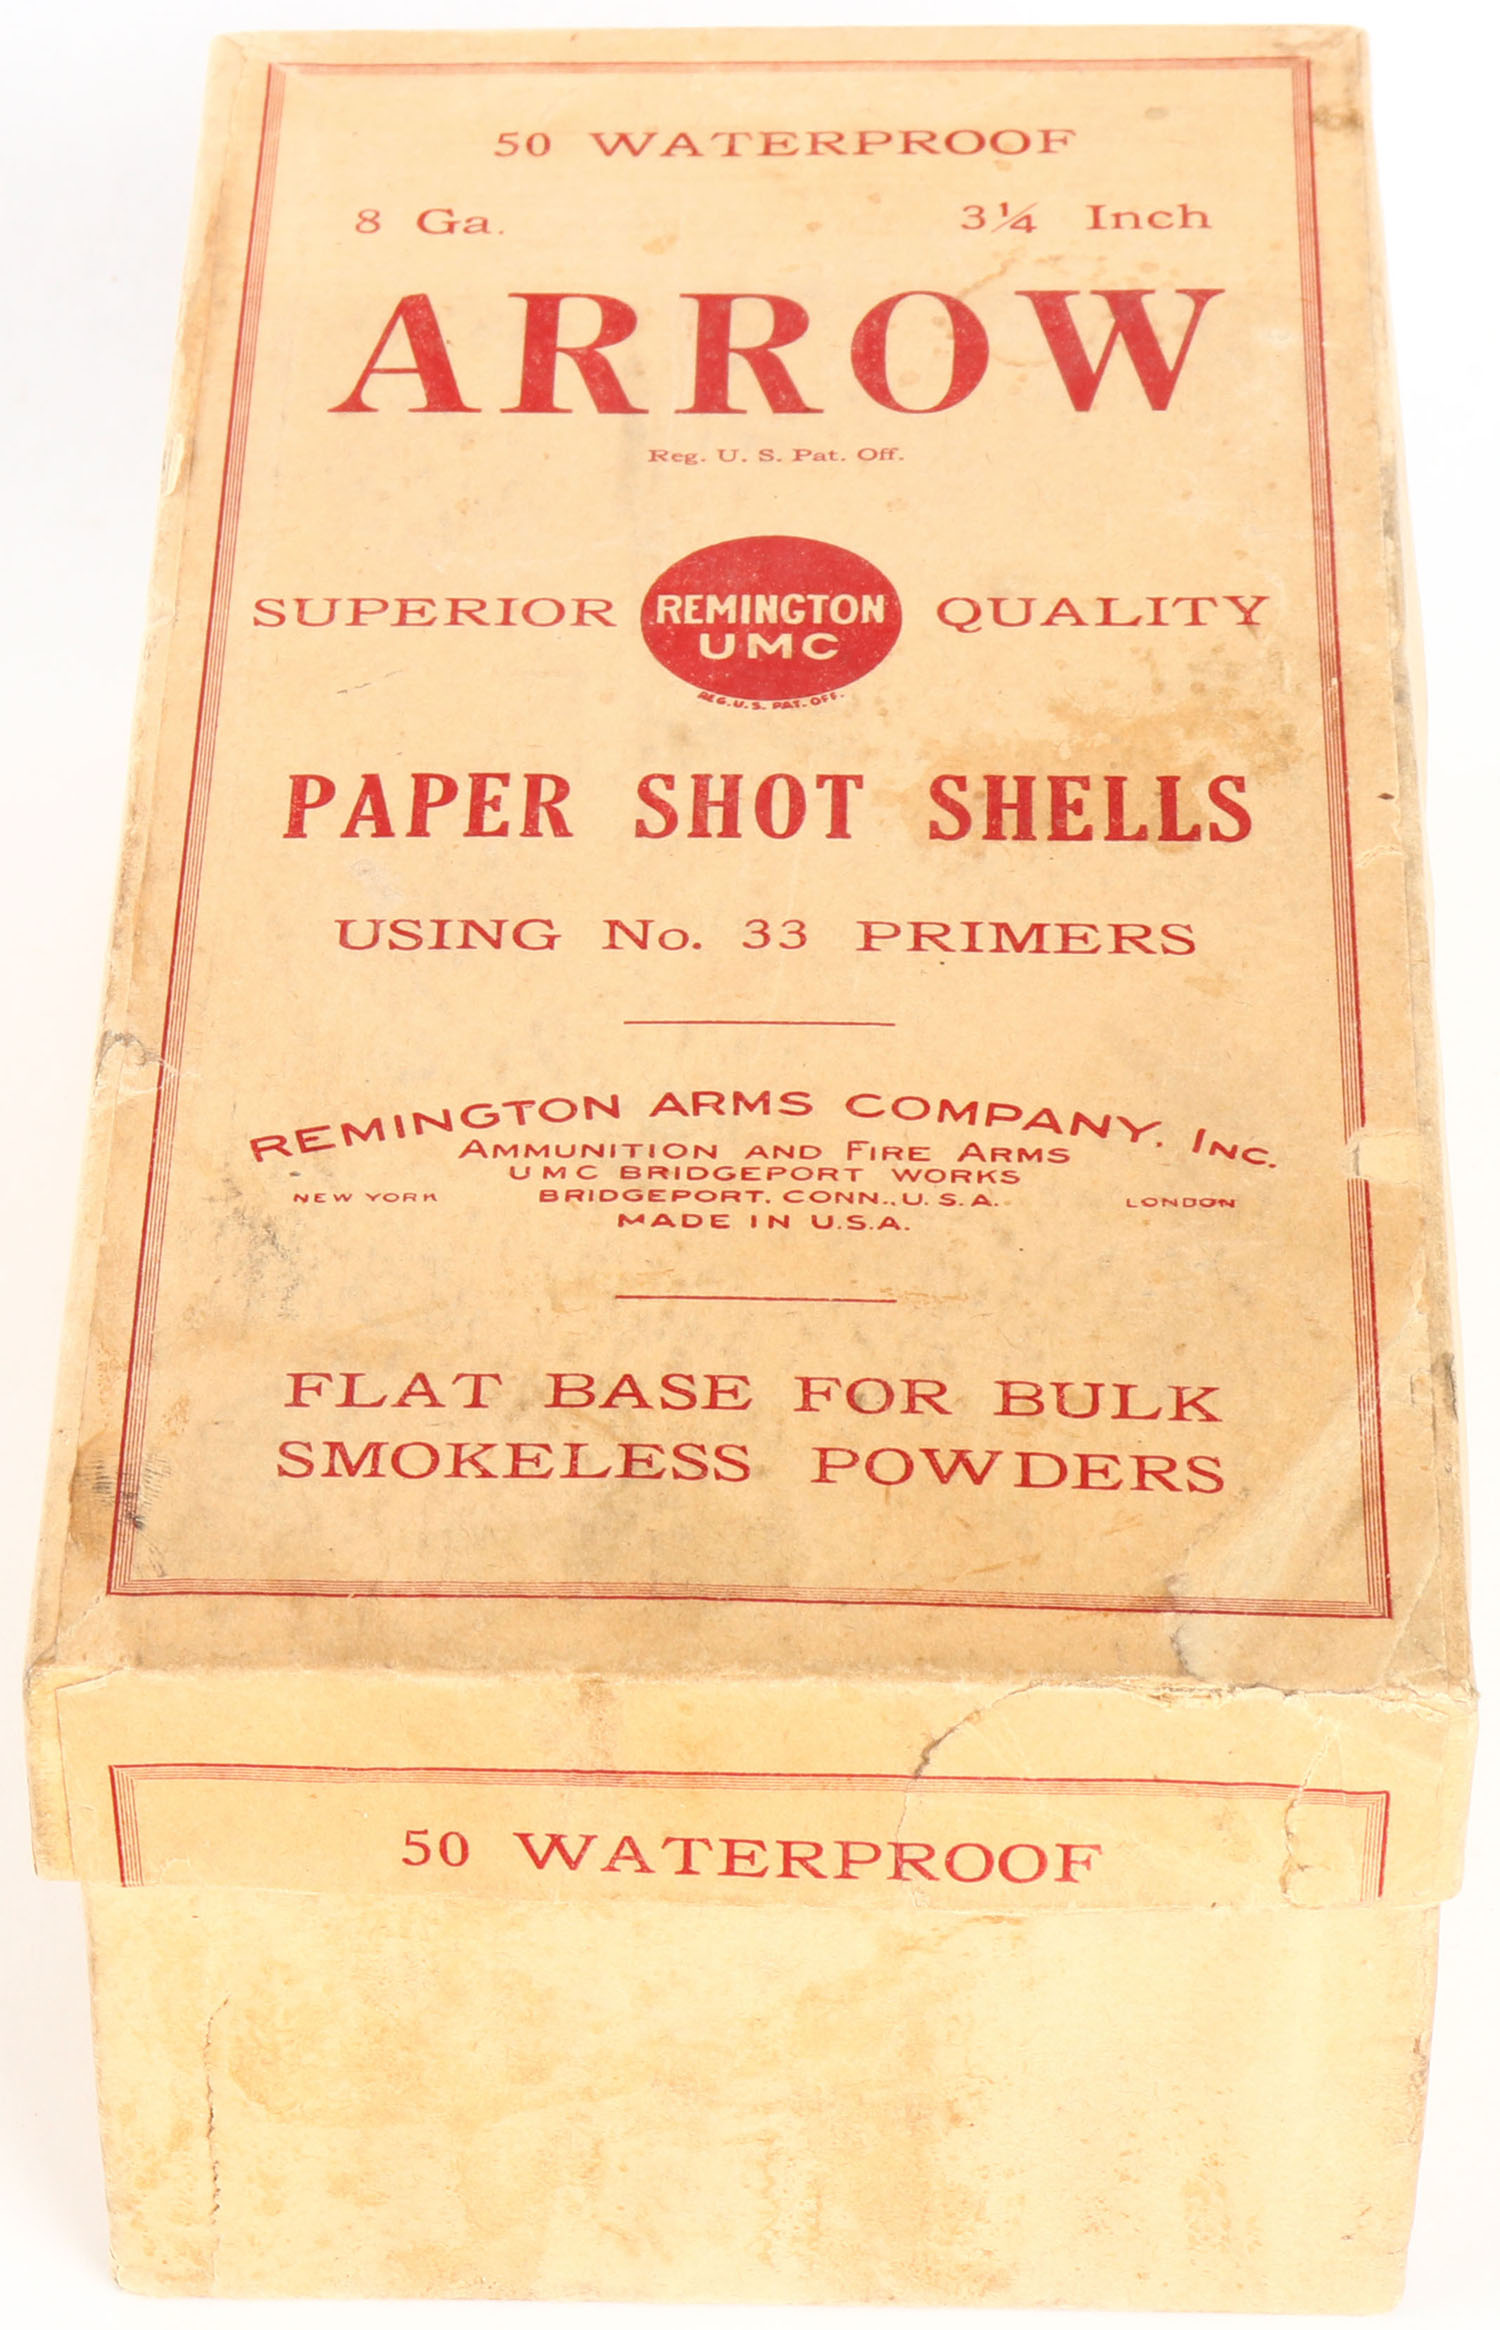 50 WATERPROOF
8 Ga. 3¼ Inch
ARROW
Reg. U. S. Pat. Off.
SUPERIOR REMINGTON UMC QUALITY
REG. U. S. PAT. OFF.
PAPER SHOT SHELLS
USING No. 33 PRIMERS
REMINGTON ARMS COMPANY, INC.
AMMUNITION AND FIRE ARMS
UMC BRIDGEPORT WORKS
NEW YORK BRIDGEPORT, CONN., U. S. A. LONDON
MADE IN U.S.A.
FLAT BASE FOR BULK
SMOKELESS POWDERS
50 WATERPROOF